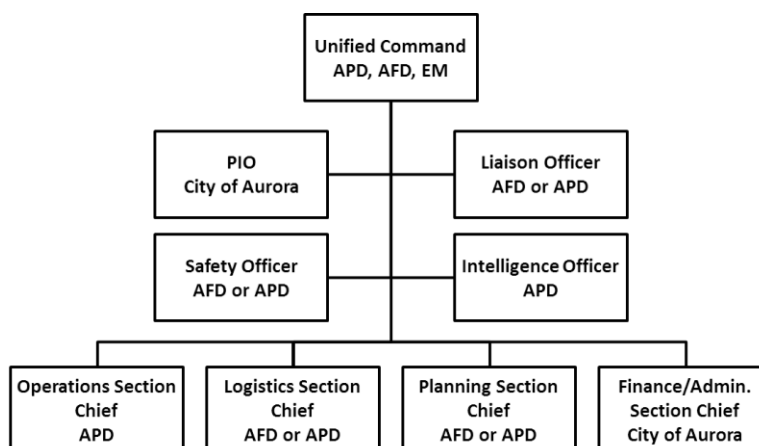 Unified Command
APD, AFD, EM
PIO
City of Aurora
Liaison Officer
AFD or APD
Safety Officer
AFD or APD
Intelligence Officer
APD
Operations Section
Chief
APD
Logistics Section
Chief
AFD or APD
Planning Section
Chief
AFD or APD
Finance/Admin.
Section Chief
City of Aurora